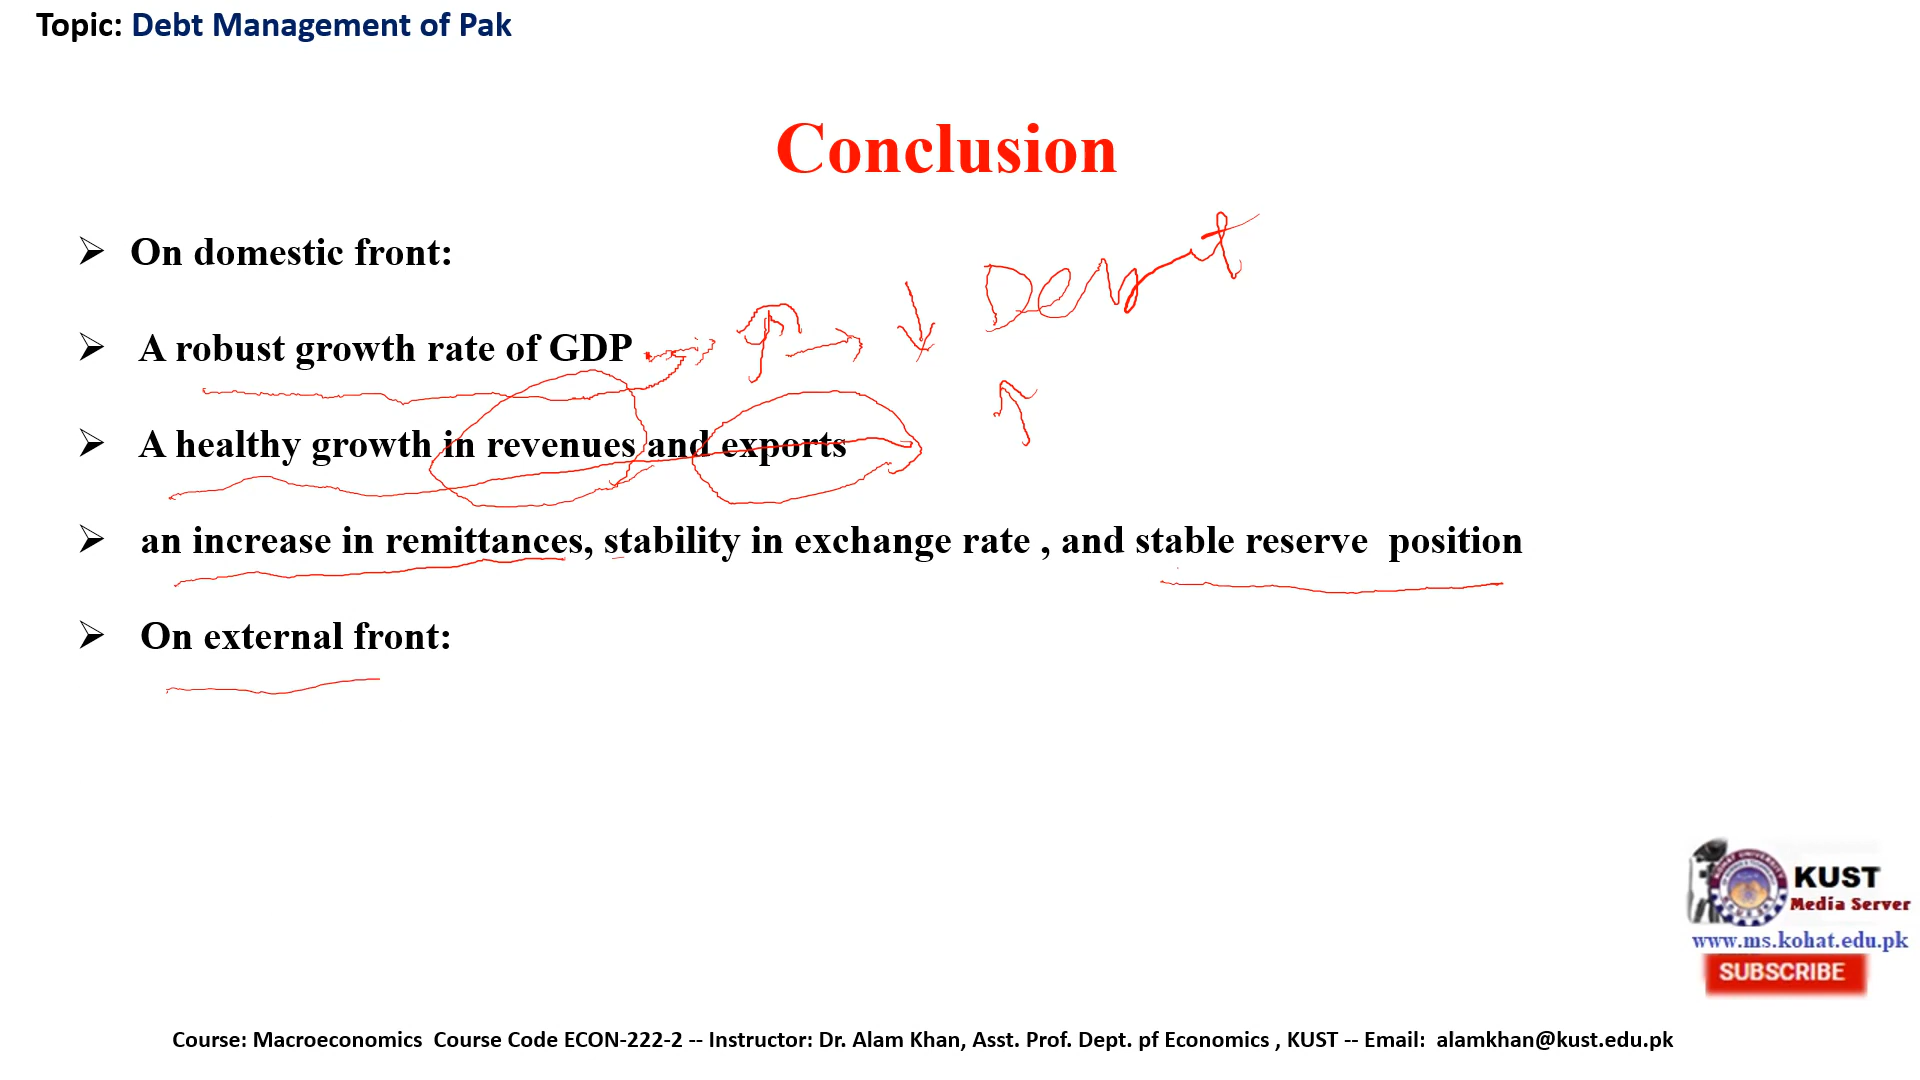 Topic: Debt Management of Pak
Conclusion
➢ On domestic front:
Debt
➢ A robust growth rate of GDP
➢ A healthy growth in revenues and exports
➢ an increase in remittances, stability in exchange rate , and stable reserve position
➢ On external front:
KUST
Media Server
www.ms.kohat.edu.pk
SUBSCRIBE
Course: Macroeconomics Course Code ECON-222-2 -- Instructor: Dr. Alam Khan, Asst. Prof. Dept. pf Economics , KUST -- Email: alamkhan@kust.edu.pk